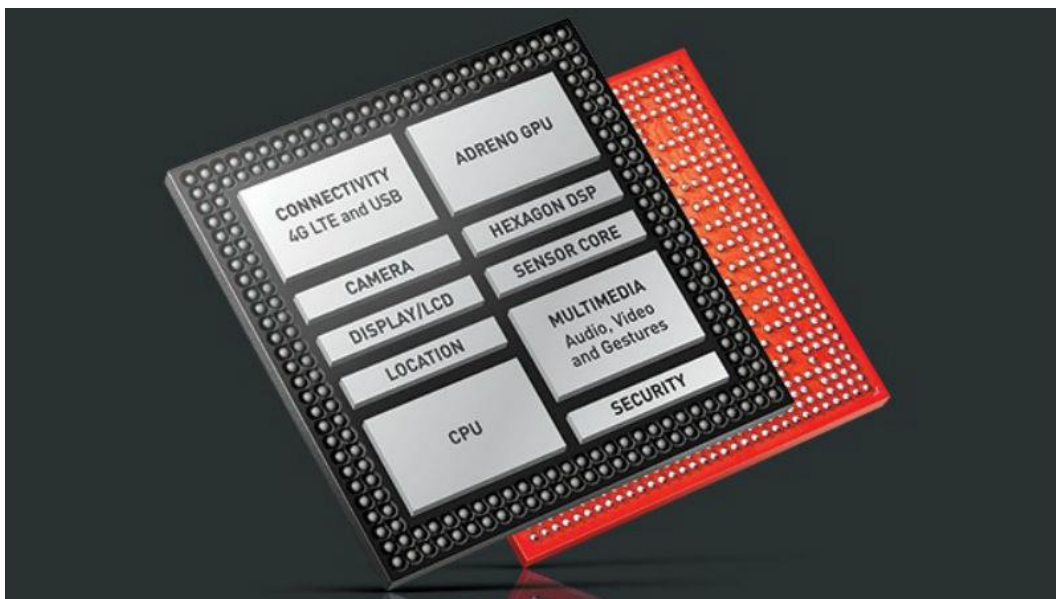 CONNECTIVITY
4G LTE and USB
CAMERA
DISPLAY/LCD
LOCATION
CPU
ADRENO GPU
HEXAGON DSP
SENSOR CORE
MULTIMEDIA
Audio, Video
and Gestures
SECURITY